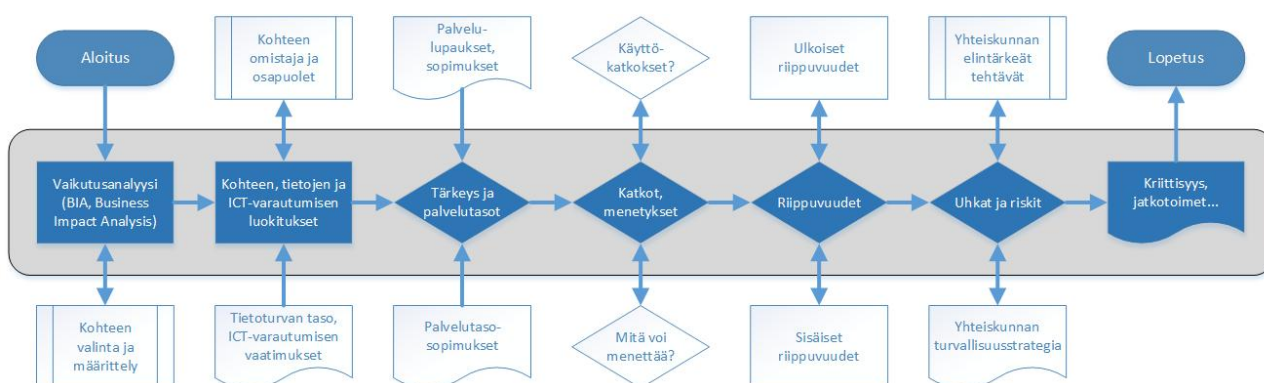 Aloitus
Kohteen
omistaja ja
osapuolet
Palvelu-
lupaukset,
sopimukset
Käyttö-
katkokset?
Ulkoiset
riippuvuudet
Yhteiskunnan
elintärkeät
tehtävät
Lopetus
Vaikutusanalyysi
(BIA, Business
Impact Analysis)
Kohteen, tietojen ja
ICT-varautumisen
luokitukset
Tärkeys ja
palvelutasot
Katkot,
menetykset
Riippuvuudet
Uhkat ja riskit
Kriittisyys,
jatkotoimet...
Kohteen
valinta ja
määrittely
Tietoturvan taso,
ICT-varautumisen
vaatimukset
Palvelutaso-
sopimukset
Mitä voi
menettää?
Sisäiset
riippuvuudet
Yhteiskunnan
turvallisuusstrategia